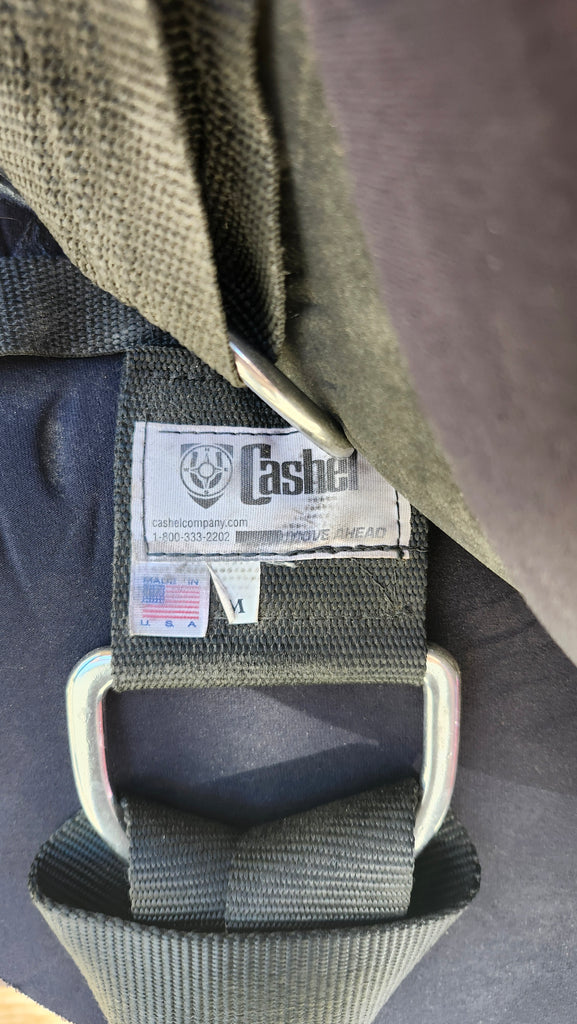 Cashel
cashelcompany.com
1-800-333-2202
MOVE AHEAD
MADE IN
U. S. A
M